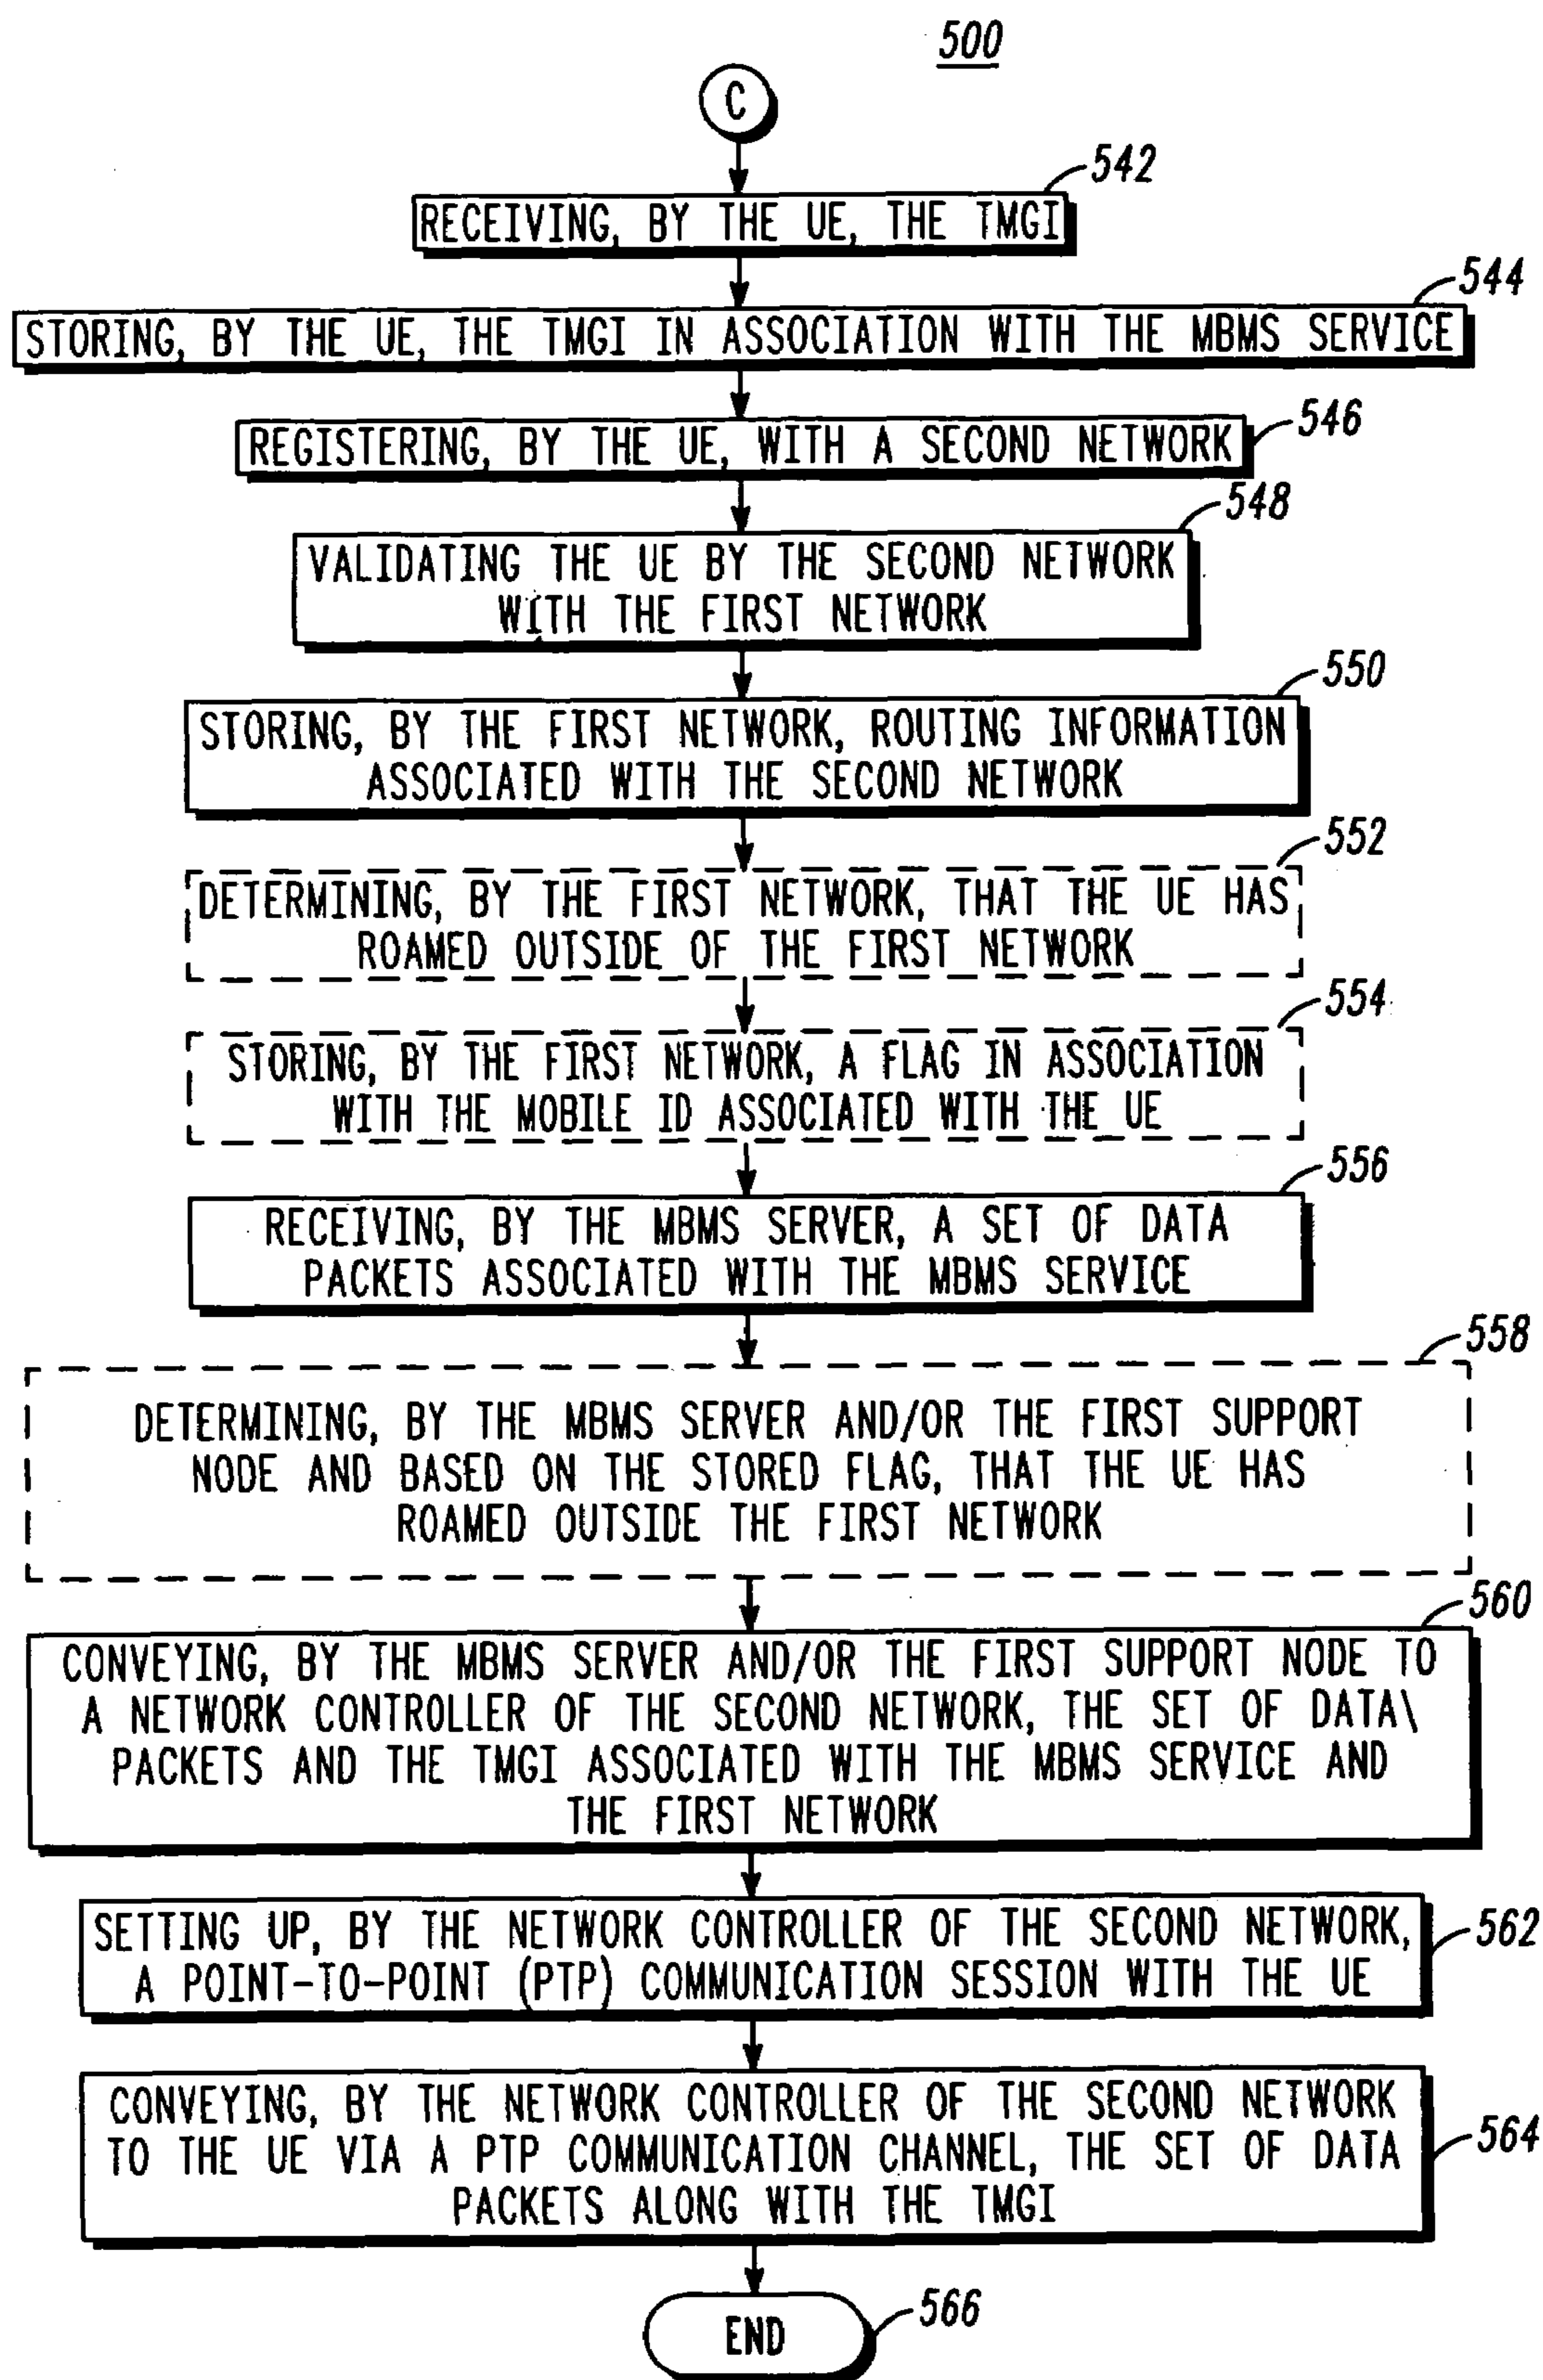 500
C
542
RECEIVING, BY THE UE, THE TMGI
544
STORING, BY THE UE, THE TMGI IN ASSOCIATION WITH THE MBMS SERVICE
546
REGISTERING, BY THE UE, WITH A SECOND NETWORK
548
VALIDATING THE UE BY THE SECOND NETWORK
WITH THE FIRST NETWORK
550
STORING, BY THE FIRST NETWORK, ROUTING INFORMATION
ASSOCIATED WITH THE SECOND NETWORK
552
DETERMINING, BY THE FIRST NETWORK, THAT THE UE HAS
ROAMED OUTSIDE OF THE FIRST NETWORK
554
STORING, BY THE FIRST NETWORK, A FLAG IN ASSOCIATION
WITH THE MOBILE ID ASSOCIATED WITH THE UE
556
RECEIVING, BY THE MBMS SERVER, A SET OF DATA
PACKETS ASSOCIATED WITH THE MBMS SERVICE
558
DETERMINING, BY THE MBMS SERVER AND/OR THE FIRST SUPPORT
NODE AND BASED ON THE STORED FLAG, THAT THE UE HAS
ROAMED OUTSIDE THE FIRST NETWORK
560
CONVEYING, BY THE MBMS SERVER AND/OR THE FIRST SUPPORT NODE TO
A NETWORK CONTROLLER OF THE SECOND NETWORK, THE SET OF DATA\
PACKETS AND THE TMGI ASSOCIATED WITH THE MBMS SERVICE AND
THE FIRST NETWORK
SETTING UP, BY THE NETWORK CONTROLLER OF THE SECOND NETWORK,
A POINT-TO-POINT (PTP) COMMUNICATION SESSION WITH THE UE
562
CONVEYING, BY THE NETWORK CONTROLLER OF THE SECOND NETWORK
TO THE UE VIA A PTP COMMUNICATION CHANNEL, THE SET OF DATA
PACKETS ALONG WITH THE TMGI
564
END
566